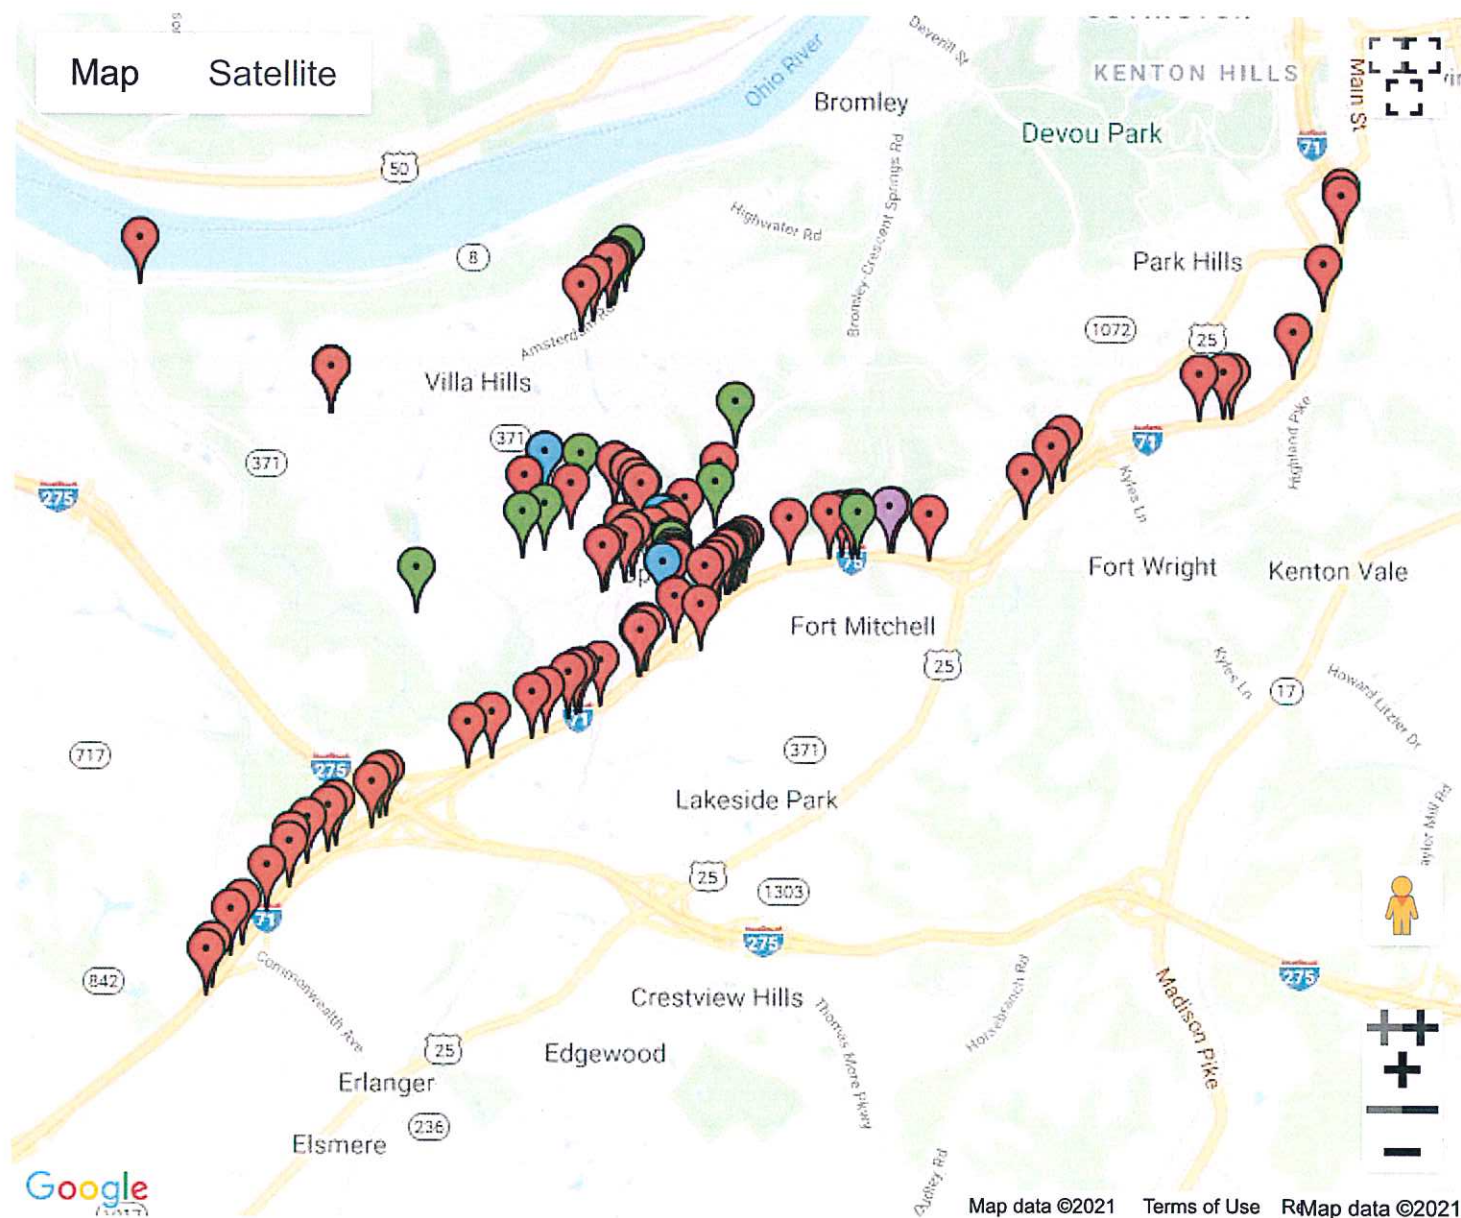 Map Satellite
Ohio River
Deverill St
Bromley
KENTON HILLS
Main St
Devou Park
71
50
Bromley-Crescent Springs Rd
Highwater Rd
8
Park Hills
1072
25
Amsterdam Rd
Villa Hills
371
371
71
Highland Pike
Kyles Ln
275
75
Fort Wright
Kenton Vale
Fort Mitchell
25
Kyles Ln
17
Howard Litzler Dr
71
717
371
275
Lakeside Park
25
1303
71
275
275
842
Commonwealth Ave
Crestview Hills
Thomas More Pkwy
Horsebranch Rd
Madison Pike
25
Edgewood
Erlanger
236
Elsmere
Dudley Rd
Google
Map data ©2021 Terms of Use
Map data ©2021